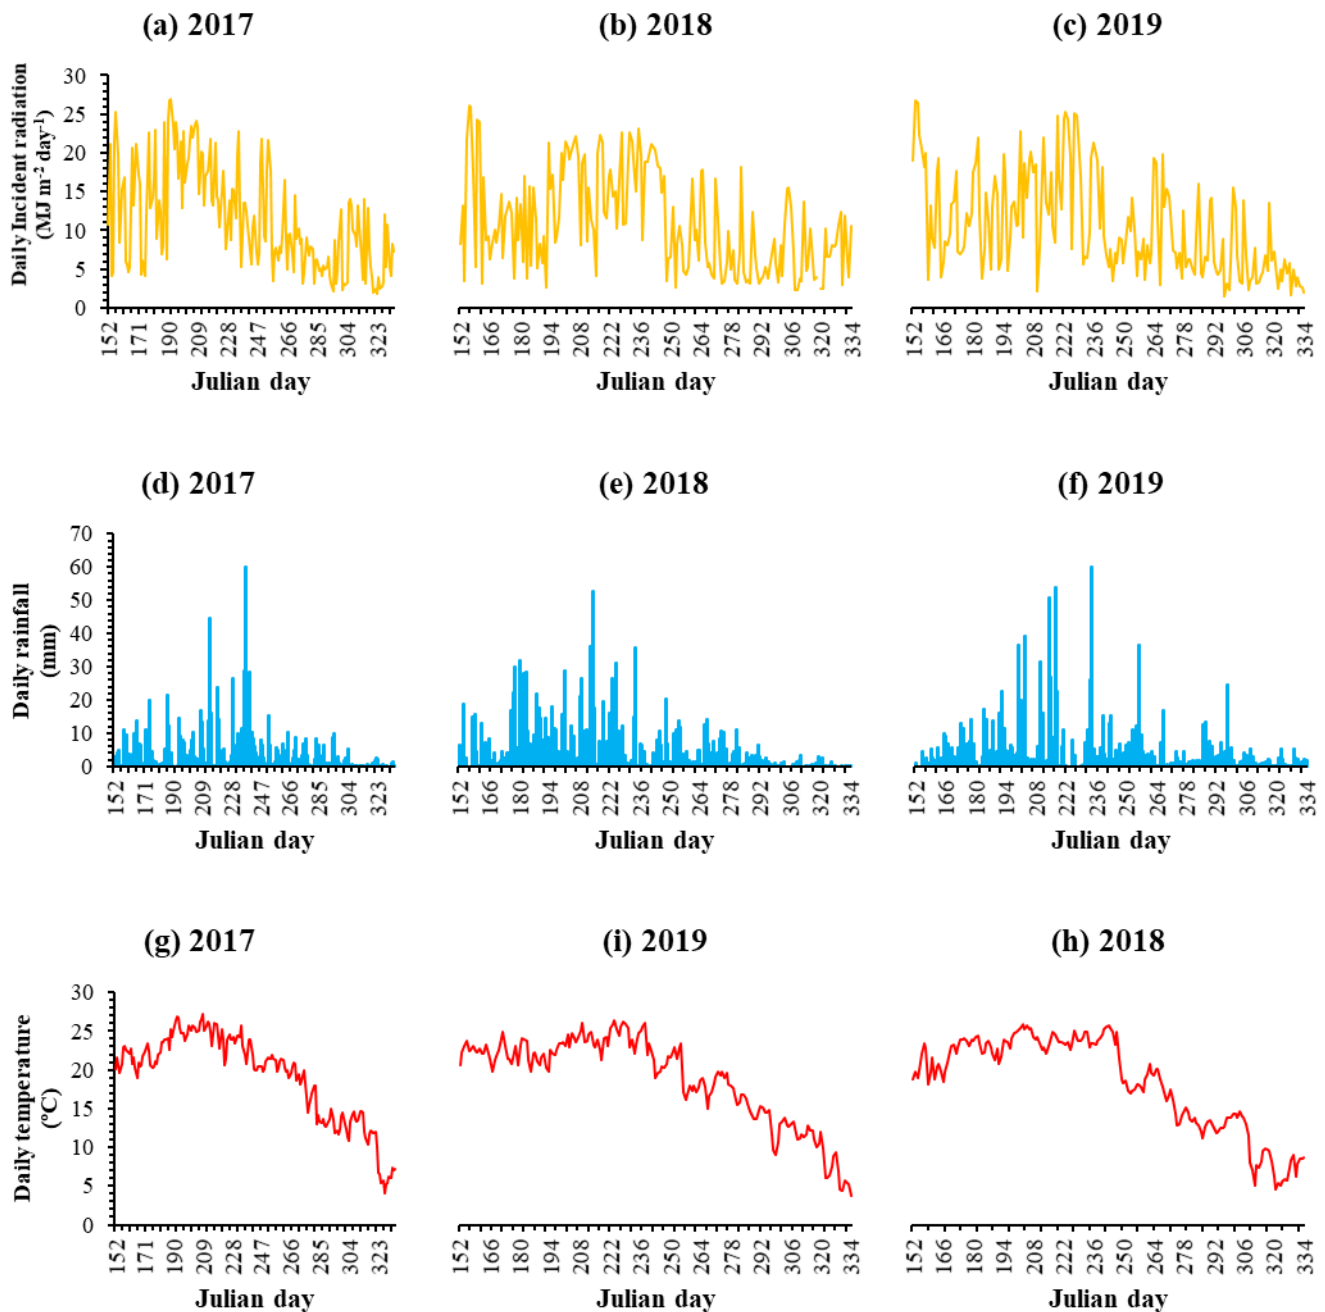 (a) 2017
(b) 2018
(c) 2019
Daily Incident radiation
(MJ m⁻² day⁻¹)
30
25
20
15
10
5
0
152 171 190 209 228 247 266 285 304 323
152 166 180 194 208 222 236 250 264 278 292 306 320 334
152 166 180 194 208 222 236 250 264 278 292 306 320 334
Julian day
Julian day
Julian day
(d) 2017
(e) 2018
(f) 2019
Daily rainfall
(mm)
70
60
50
40
30
20
10
0
152 171 190 209 228 247 266 285 304 323
152 166 180 194 208 222 236 250 264 278 292 306 320 334
152 166 180 194 208 222 236 250 264 278 292 306 320 334
Julian day
Julian day
Julian day
(g) 2017
(i) 2019
(h) 2018
Daily temperature
(ºC)
30
25
20
15
10
5
0
152 171 190 209 228 247 266 285 304 323
152 166 180 194 208 222 236 250 264 278 292 306 320 334
152 166 180 194 208 222 236 250 264 278 292 306 320 334
Julian day
Julian day
Julian day